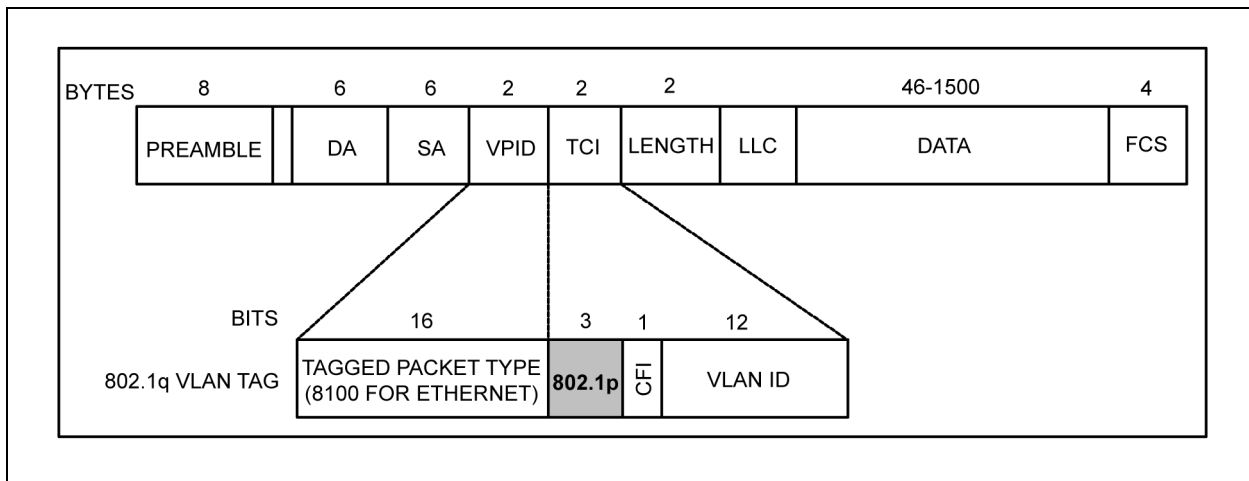 BYTES 8 6 6 2 2 2 46-1500 4
PREAMBLE DA SA VPID TCI LENGTH LLC DATA FCS
BITS 16 3 1 12
802.1q VLAN TAG
TAGGED PACKET TYPE
(8100 FOR ETHERNET)
802.1p
CFI
VLAN ID